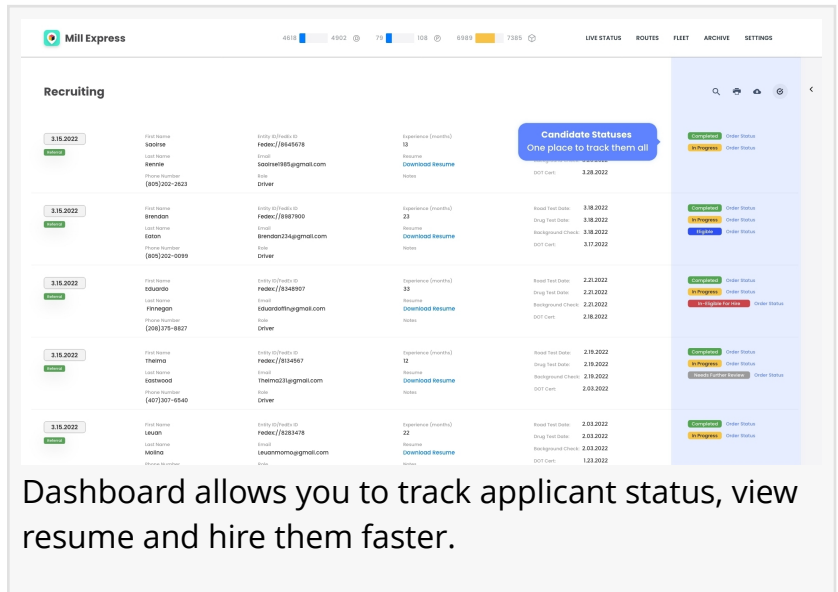 Mill Express
4618 4902 79 108 6989 7385
LIVE STATUS ROUTES FLEET ARCHIVE SETTINGS
Recruiting
3.15.2022
Referral
First Name
Saoirse
Last Name
Rennie
Phone Number
(805)202-2623
Entity ID/FedEx ID
Fedex://8645678
Email
Saoirse1985@gmail.com
Role
Driver
Experience (months)
13
Resume
Download Resume
Notes
Candidate Statuses
One place to track them all
DOT Cert: 3.28.2022
Completed Order Status
In Progress Order Status
3.15.2022
Referral
First Name
Brendan
Last Name
Eaton
Phone Number
(805)202-0099
Entity ID/FedEx ID
Fedex://8987900
Email
Brendan234@gmail.com
Role
Driver
Experience (months)
23
Resume
Download Resume
Notes
Road Test Date: 3.18.2022
Drug Test Date: 3.18.2022
Background Check: 3.18.2022
DOT Cert: 3.17.2022
Completed Order Status
In Progress Order Status
Eligible Order Status
3.15.2022
Referral
First Name
Eduardo
Last Name
Finnegan
Phone Number
(208)375-8827
Entity ID/FedEx ID
Fedex://8348907
Email
Eduardoffin@gmail.com
Role
Driver
Experience (months)
33
Resume
Download Resume
Notes
Road Test Date: 2.21.2022
Drug Test Date: 2.21.2022
Background Check: 2.21.2022
DOT Cert: 2.18.2022
Completed Order Status
In Progress Order Status
In-Eligible For Hire Order Status
3.15.2022
Referral
First Name
Thelma
Last Name
Eastwood
Phone Number
(407)307-6540
Entity ID/FedEx ID
Fedex://8134567
Email
Thelma231@gmail.com
Role
Driver
Experience (months)
12
Resume
Download Resume
Notes
Road Test Date: 2.19.2022
Drug Test Date: 2.19.2022
Background Check: 2.19.2022
DOT Cert: 2.03.2022
Completed Order Status
In Progress Order Status
Needs Further Review Order Status
3.15.2022
Referral
First Name
Leuan
Last Name
Molina
Phone Number
Entity ID/FedEx ID
Fedex://8283478
Email
Leuanmomo@gmail.com
Role
Experience (months)
22
Resume
Download Resume
Notes
Road Test Date: 2.03.2022
Drug Test Date: 2.03.2022
Background Check: 2.03.2022
DOT Cert: 1.23.2022
Completed Order Status
In Progress Order Status
Dashboard allows you to track applicant status, view
resume and hire them faster.